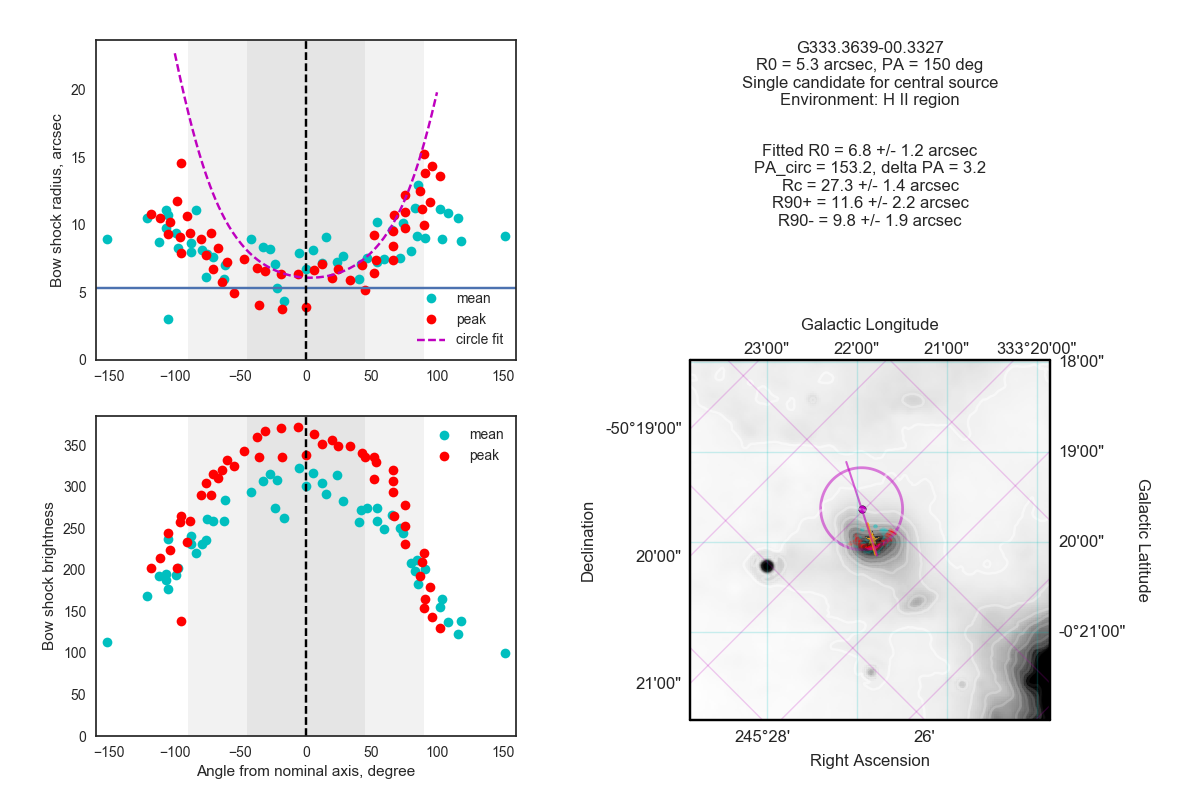 Bow shock radius, arcsec
20
15
10
5
0
−150
−100
−50
0
50
100
150
mean
peak
circle fit
Bow shock brightness
350
300
250
200
150
100
50
0
−150
−100
−50
0
50
100
150
Angle from nominal axis, degree
mean
peak
G333.3639-00.3327
R0 = 5.3 arcsec, PA = 150 deg
Single candidate for central source
Environment: H II region
Fitted R0 = 6.8 +/- 1.2 arcsec
PA_circ = 153.2, delta PA = 3.2
Rc = 27.3 +/- 1.4 arcsec
R90+ = 11.6 +/- 2.2 arcsec
R90- = 9.8 +/- 1.9 arcsec
Galactic Longitude
23'00"
22'00"
21'00"
333°20'00"
18'00"
19'00"
20'00"
-0°21'00"
Galactic Latitude
-50°19'00"
20'00"
21'00"
Declination
245°28'
26'
Right Ascension